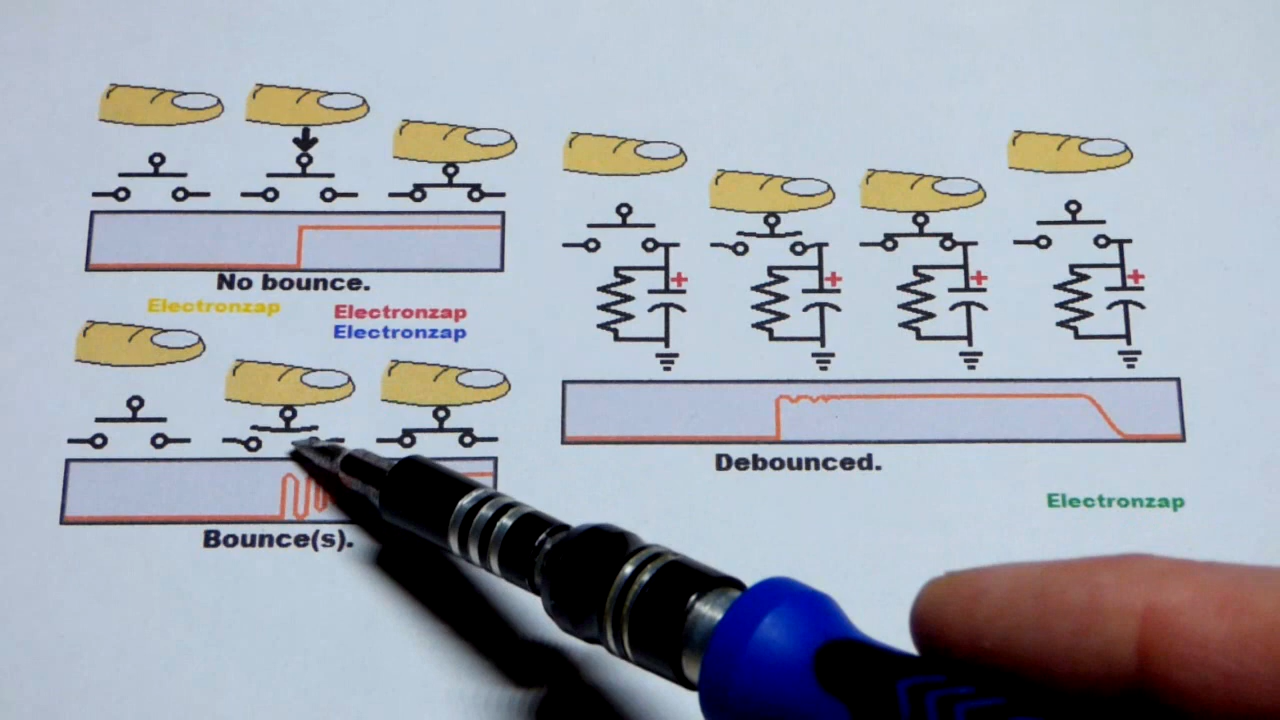 No bounce.
Electronzap
Electronzap
Electronzap
Bounce(s).
+
+
+
+
Debounced.
Electronzap